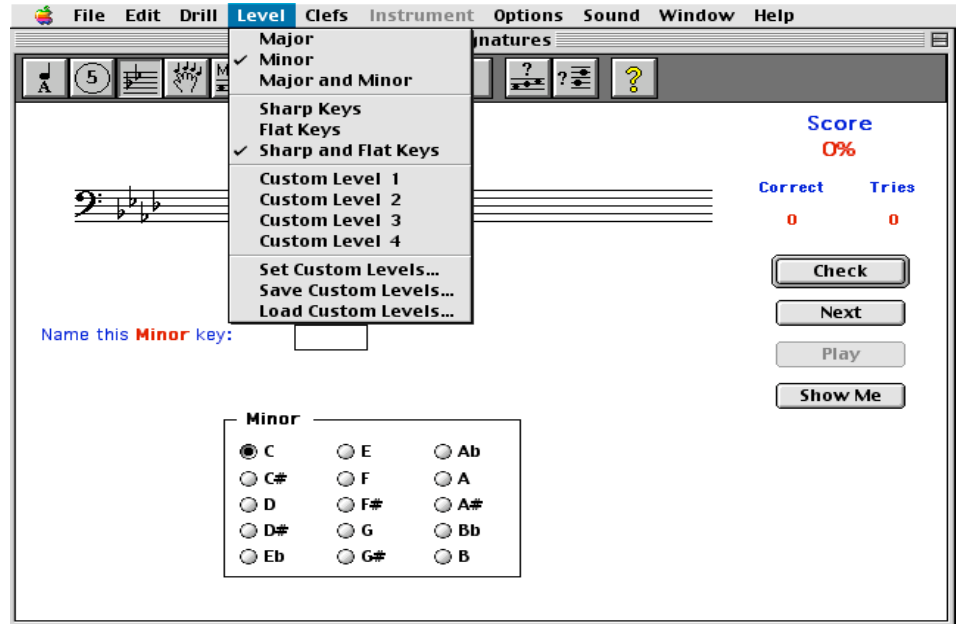 File Edit Drill Level Clefs Instrument Options Sound Window Help
gnatures
Major
✓ Minor
Major and Minor
Sharp Keys
Flat Keys
✓ Sharp and Flat Keys
Custom Level 1
Custom Level 2
Custom Level 3
Custom Level 4
Set Custom Levels...
Save Custom Levels...
Load Custom Levels...
A 5 M ? ? ?
Score
0%
Correct Tries
0 0
Check
Next
Play
Show Me
Name this Minor key:
Minor
C E Ab
C# F A
D F# A#
D# G Bb
Eb G# B